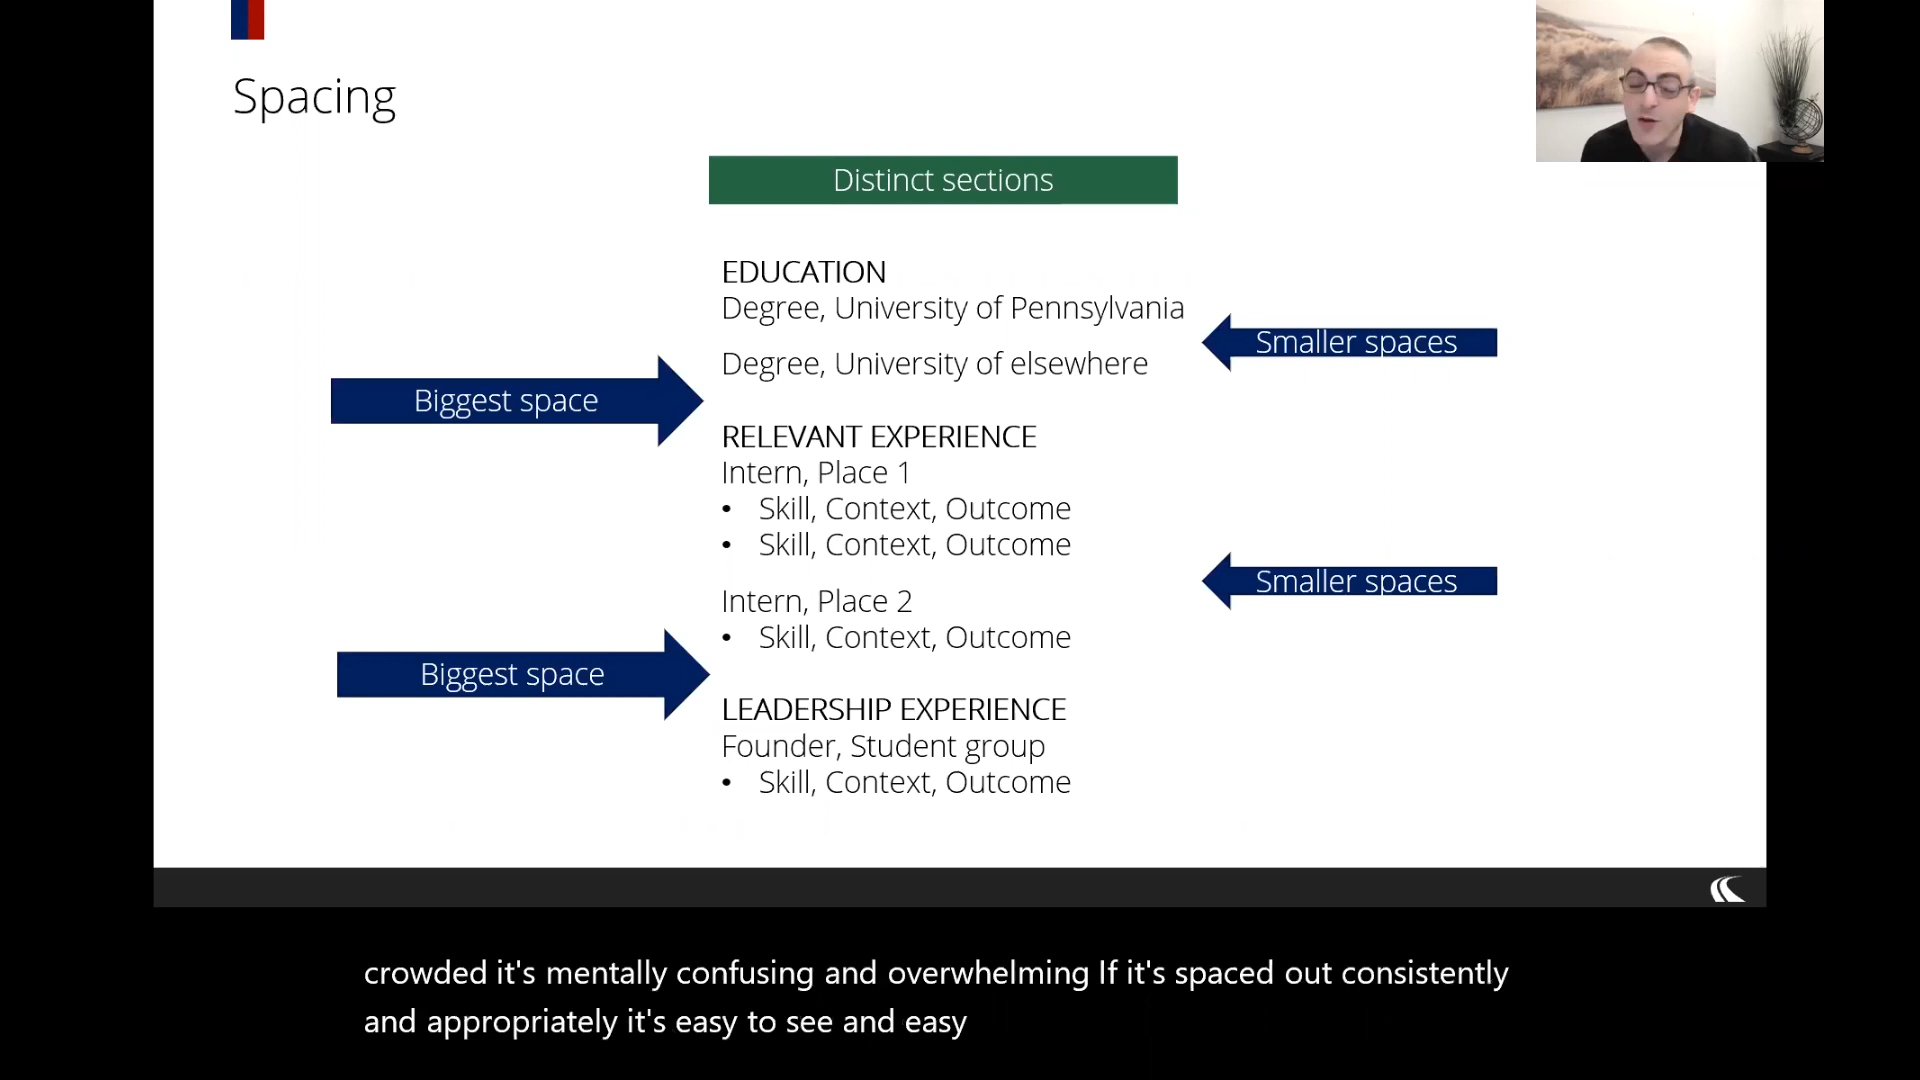 Spacing
Distinct sections
EDUCATION
Degree, University of Pennsylvania
Smaller spaces
Degree, University of elsewhere
Biggest space
RELEVANT EXPERIENCE
Intern, Place 1
• Skill, Context, Outcome
• Skill, Context, Outcome
Smaller spaces
Intern, Place 2
• Skill, Context, Outcome
Biggest space
LEADERSHIP EXPERIENCE
Founder, Student group
• Skill, Context, Outcome
crowded it's mentally confusing and overwhelming If it's spaced out consistently
and appropriately it's easy to see and easy